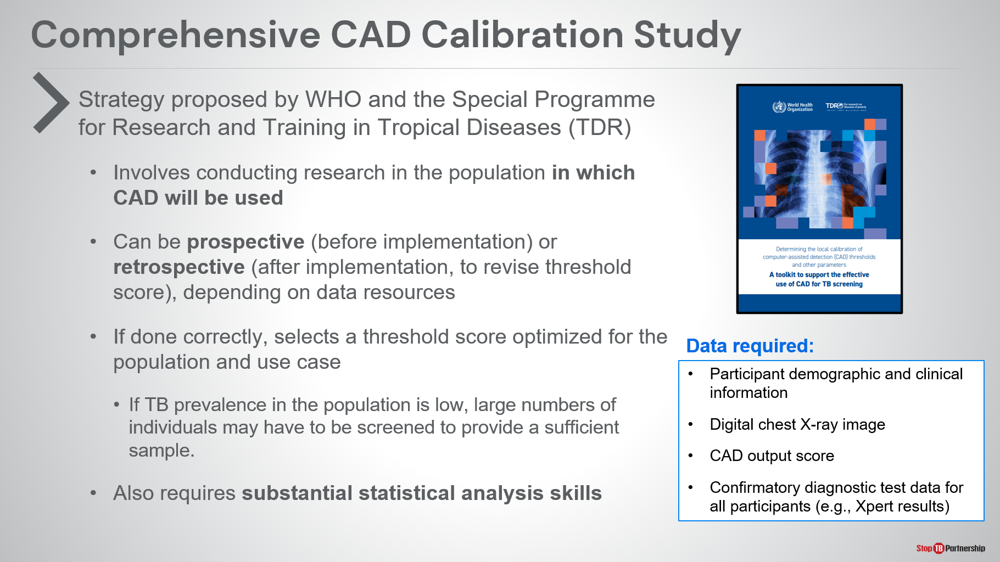 Comprehensive CAD Calibration Study
Strategy proposed by WHO and the Special Programme
for Research and Training in Tropical Diseases (TDR)
• Involves conducting research in the population in which
CAD will be used
• Can be prospective (before implementation) or
retrospective (after implementation, to revise threshold
score), depending on data resources
• If done correctly, selects a threshold score optimized for the
population and use case
• If TB prevalence in the population is low, large numbers of
individuals may have to be screened to provide a sufficient
sample.
• Also requires substantial statistical analysis skills
World Health
Organization
TDR For research on
diseases of poverty
Determining the local calibration of
computer-assisted detection (CAD) thresholds
and other parameters
A toolkit to support the effective
use of CAD for TB screening
Data required:
• Participant demographic and clinical
information
• Digital chest X-ray image
• CAD output score
• Confirmatory diagnostic test data for
all participants (e.g., Xpert results)
Stop TB Partnership